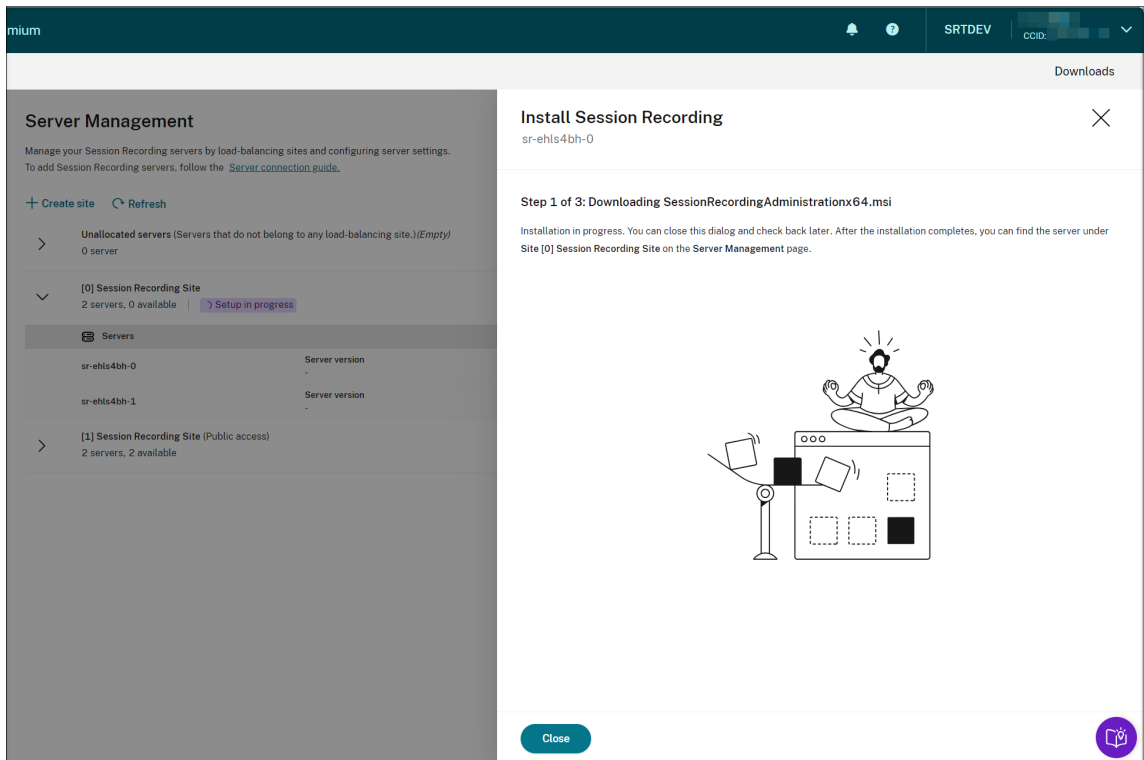 mium
SRTDEV
CCID:
Downloads
Server Management
Manage your Session Recording servers by load-balancing sites and configuring server settings.
To add Session Recording servers, follow the Server connection guide.
Create site Refresh
Unallocated servers (Servers that do not belong to any load-balancing site.)(Empty)
0 server
[0] Session Recording Site
2 servers, 0 available Setup in progress
Servers
sr-ehls4bh-0 Server version
-
sr-ehls4bh-1 Server version
-
[1] Session Recording Site (Public access)
2 servers, 2 available
Install Session Recording
sr-ehls4bh-0
Step 1 of 3: Downloading SessionRecordingAdministrationx64.msi
Installation in progress. You can close this dialog and check back later. After the installation completes, you can find the server under
Site [0] Session Recording Site on the Server Management page.
Close